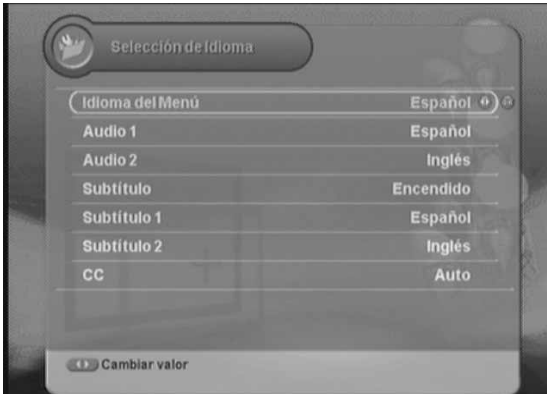 Selección de Idioma
Idioma del Menú Español
Audio 1 Español
Audio 2 Inglés
Subtítulo Encendido
Subtítulo 1 Español
Subtítulo 2 Inglés
CC Auto
Cambiar valor